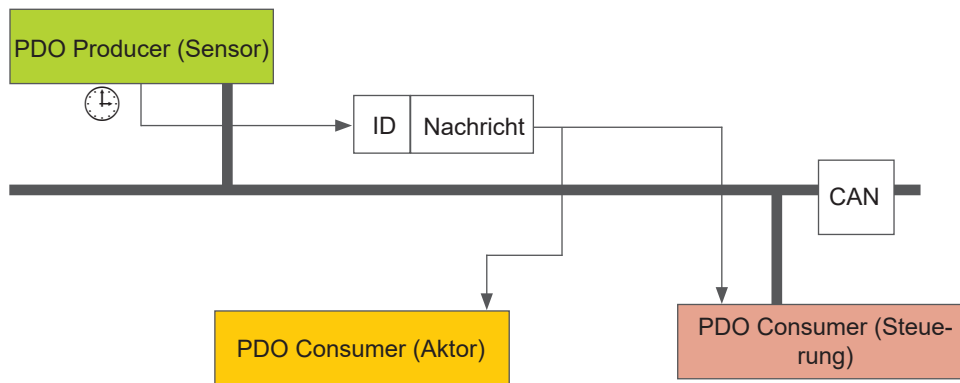 PDO Producer (Sensor)
ID
Nachricht
CAN
PDO Consumer (Aktor)
PDO Consumer (Steue-
rung)